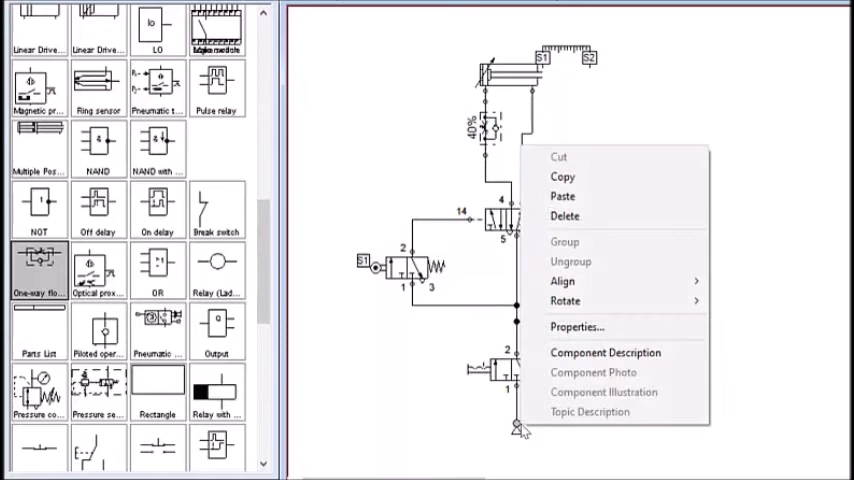 Linear Drive...
Linear Drive...
LO
Magnetic pr...
Ring sensor
Pneumatic t...
Pulse relay
Multiple Pos...
NAND
NAND with ...
NOT
Off delay
On delay
Break switch
One-way flo...
Optical prox...
OR
Relay (Lad...
Parts List
Piloted oper...
Pneumatic ...
Output
Pressure co...
Pressure se...
Rectangle
Relay with ...
S1
S2
40%
4
14
5
S1
2
1
3
2
1
Cut
Copy
Paste
Delete
Group
Ungroup
Align
Rotate
Properties...
Component Description
Component Photo
Component Illustration
Topic Description